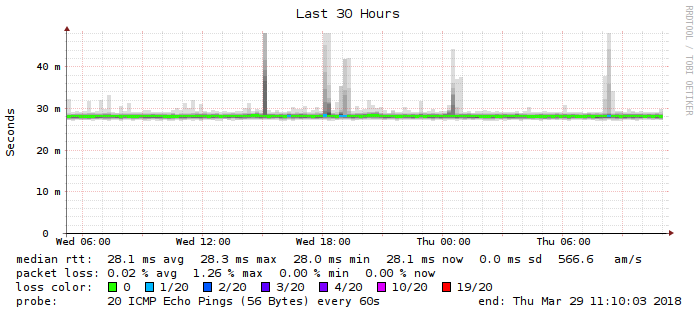 Last 30 Hours
RRDTOOL / TOBI OETIKER
Seconds
40 m
30 m
20 m
10 m
0
Wed 06:00 Wed 12:00 Wed 18:00 Thu 00:00 Thu 06:00
median rtt: 28.1 ms avg 28.3 ms max 28.0 ms min 28.1 ms now 0.0 ms sd 566.6 am/s
packet loss: 0.02 % avg 1.26 % max 0.00 % min 0.00 % now
loss color: 0 1/20 2/20 3/20 4/20 10/20 19/20
probe: 20 ICMP Echo Pings (56 Bytes) every 60s end: Thu Mar 29 11:10:03 2018